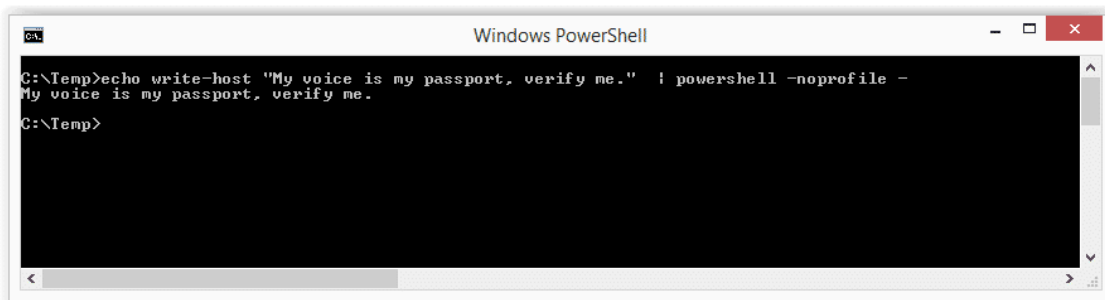 Windows PowerShell
C:\Temp>echo write-host "My voice is my passport, verify me."  | powershell -noprofile -
My voice is my passport, verify me.
C:\Temp>